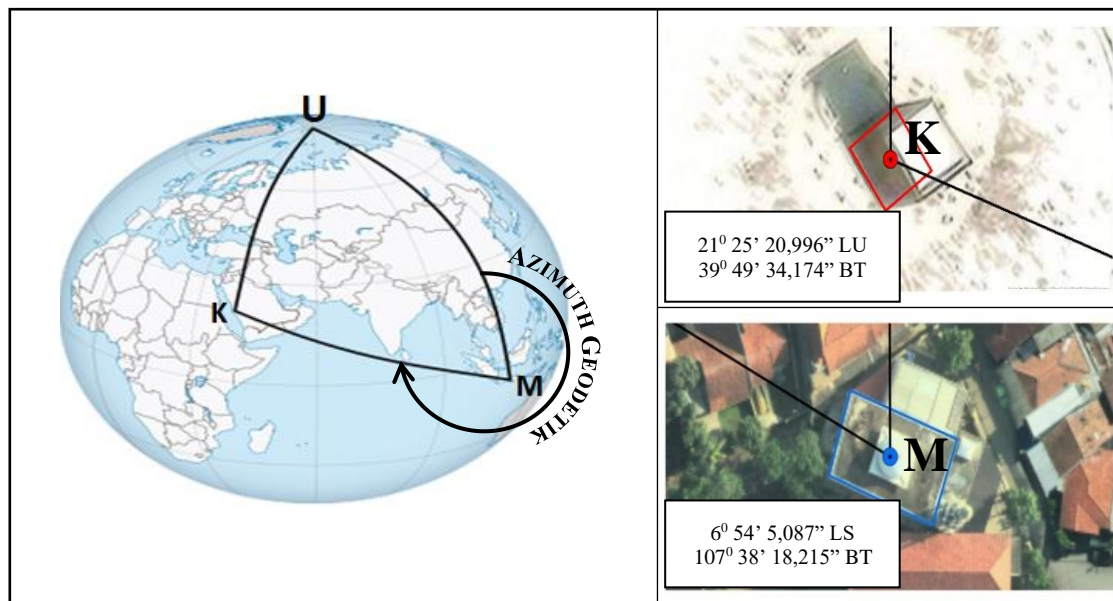 U
K
M
AZIMUTH GEODETIK
K
21⁰ 25’ 20,996” LU
39⁰ 49’ 34,174” BT
M
6⁰ 54’ 5,087” LS
107⁰ 38’ 18,215” BT